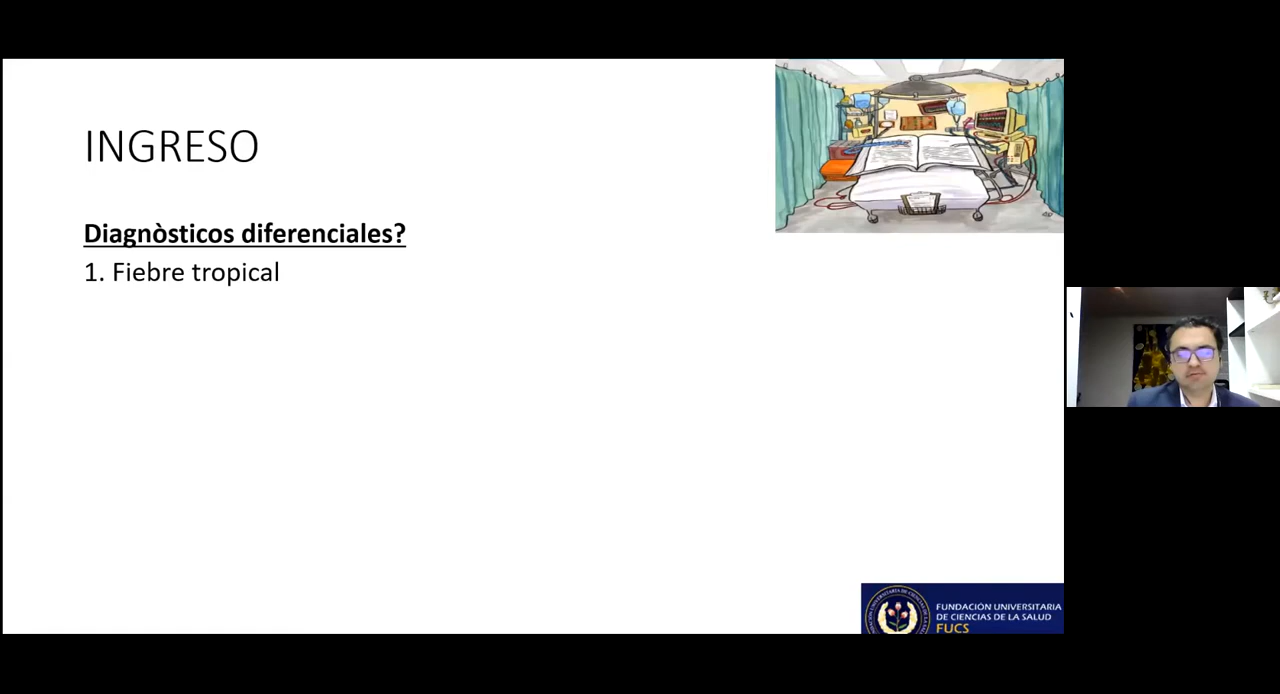 INGRESO
Diagnòsticos diferenciales?
1. Fiebre tropical
FUNDACIÓN UNIVERSITARIA
DE CIENCIAS DE LA SALUD
FUCS